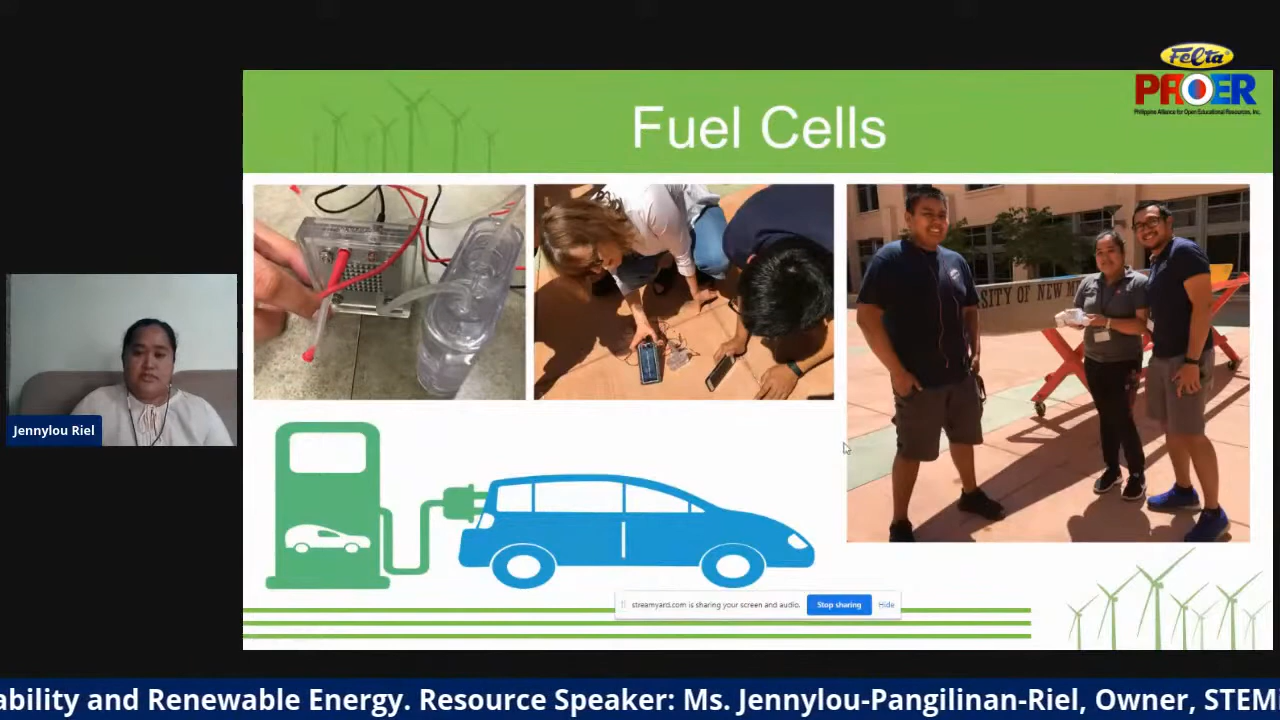 Felta
PAOER
Philippine Alliance for Open Educational Resources, Inc.
Fuel Cells
SITY OF NEW ME
Jennylou Riel
streamyard.com is sharing your screen and audio.
Stop sharing
Hide
ability and Renewable Energy. Resource Speaker: Ms. Jennylou-Pangilinan-Riel, Owner, STEM